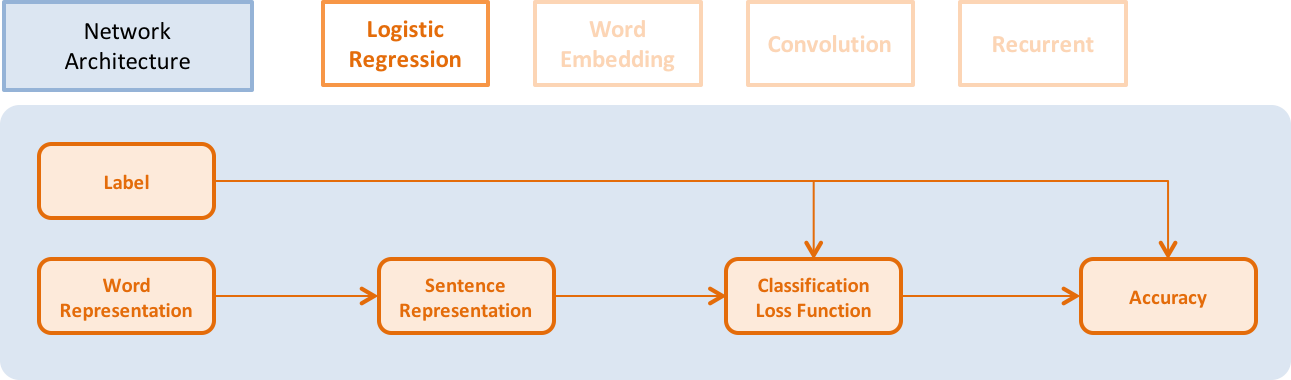 Network
Architecture
Logistic
Regression
Word
Embedding
Convolution
Recurrent
Label
Word
Representation
Sentence
Representation
Classification
Loss Function
Accuracy